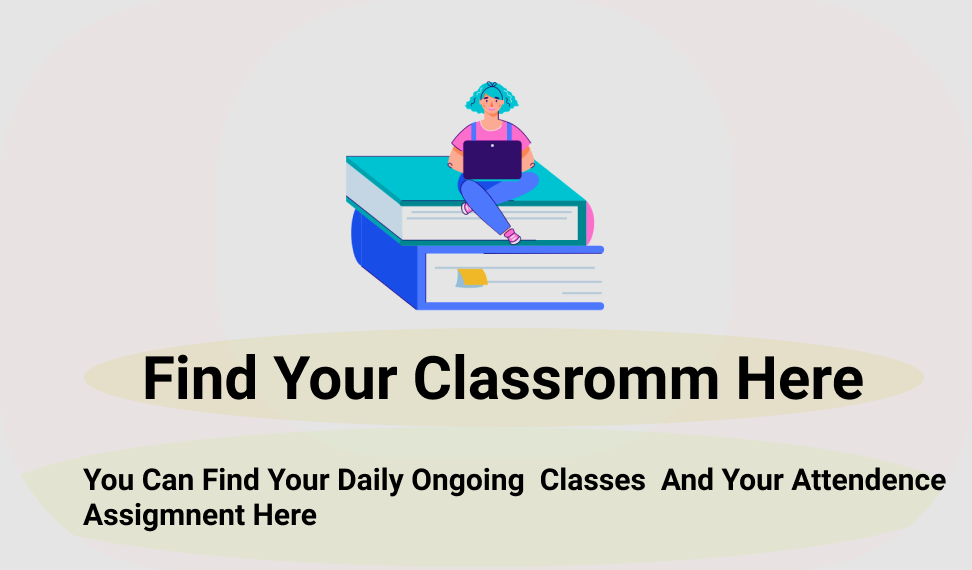 Find Your Classromm Here
You Can Find Your Daily Ongoing  Classes  And Your Attendence
Assigmnent Here